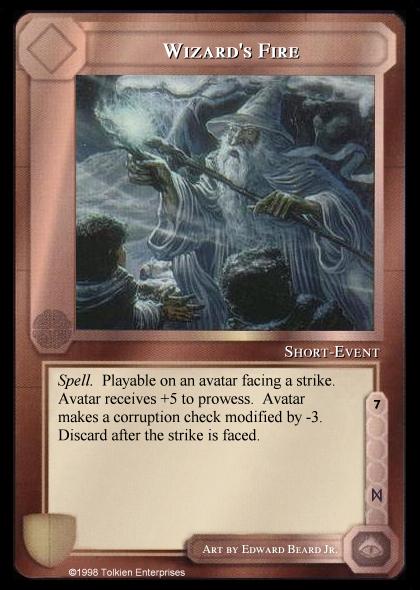 Wizard's Fire
Short-Event
Spell. Playable on an avatar facing a strike.
Avatar receives +5 to prowess. Avatar
makes a corruption check modified by -3.
Discard after the strike is faced.
7
ᛞ
Art by Edward Beard Jr.
©1998 Tolkien Enterprises